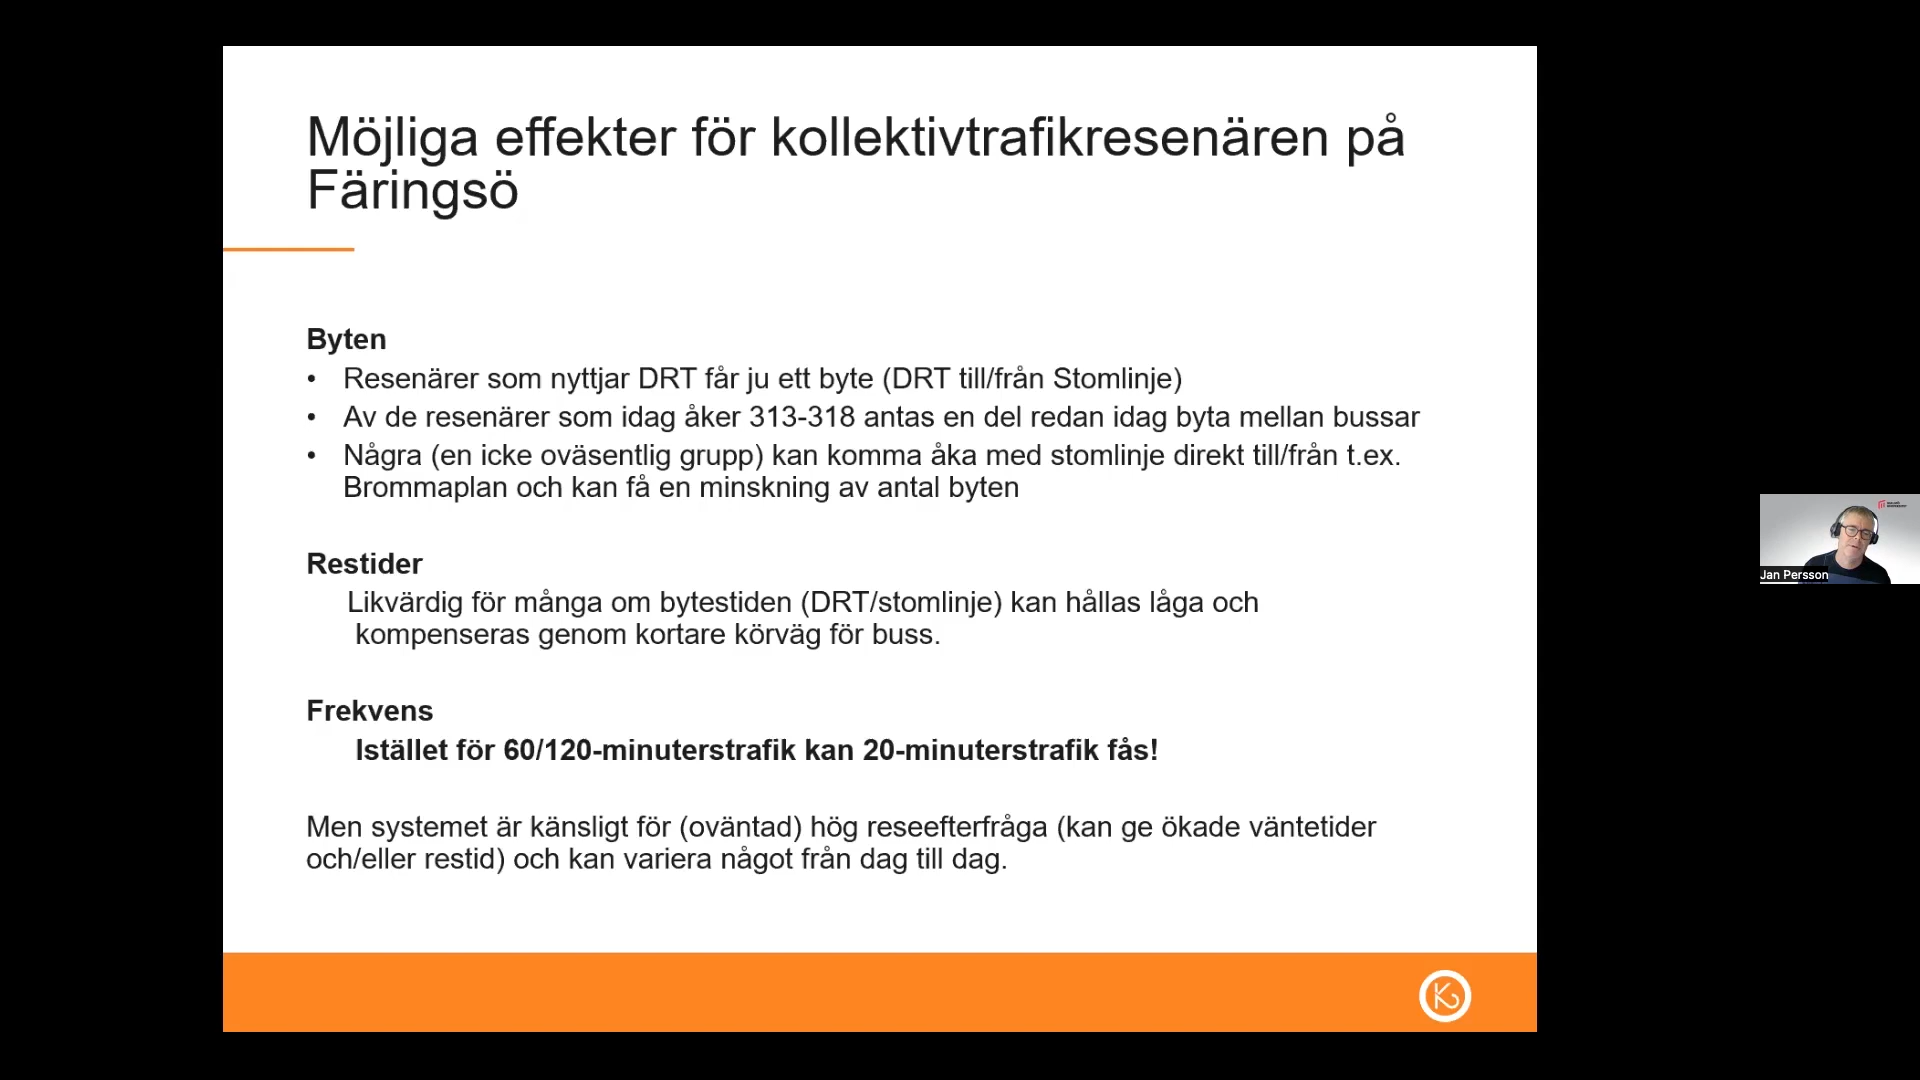 Möjliga effekter för kollektivtrafikresenären på
Färingsö
Byten
• Resenärer som nyttjar DRT får ju ett byte (DRT till/från Stomlinje)
• Av de resenärer som idag åker 313-318 antas en del redan idag byta mellan bussar
• Några (en icke oväsentlig grupp) kan komma åka med stomlinje direkt till/från t.ex.
Brommaplan och kan få en minskning av antal byten
Restider
Likvärdig för många om bytestiden (DRT/stomlinje) kan hållas låga och
kompenseras genom kortare körväg för buss.
Frekvens
Istället för 60/120-minuterstrafik kan 20-minuterstrafik fås!
Men systemet är känsligt för (oväntad) hög reseefterfråga (kan ge ökade väntetider
och/eller restid) och kan variera något från dag till dag.
Jan Persson